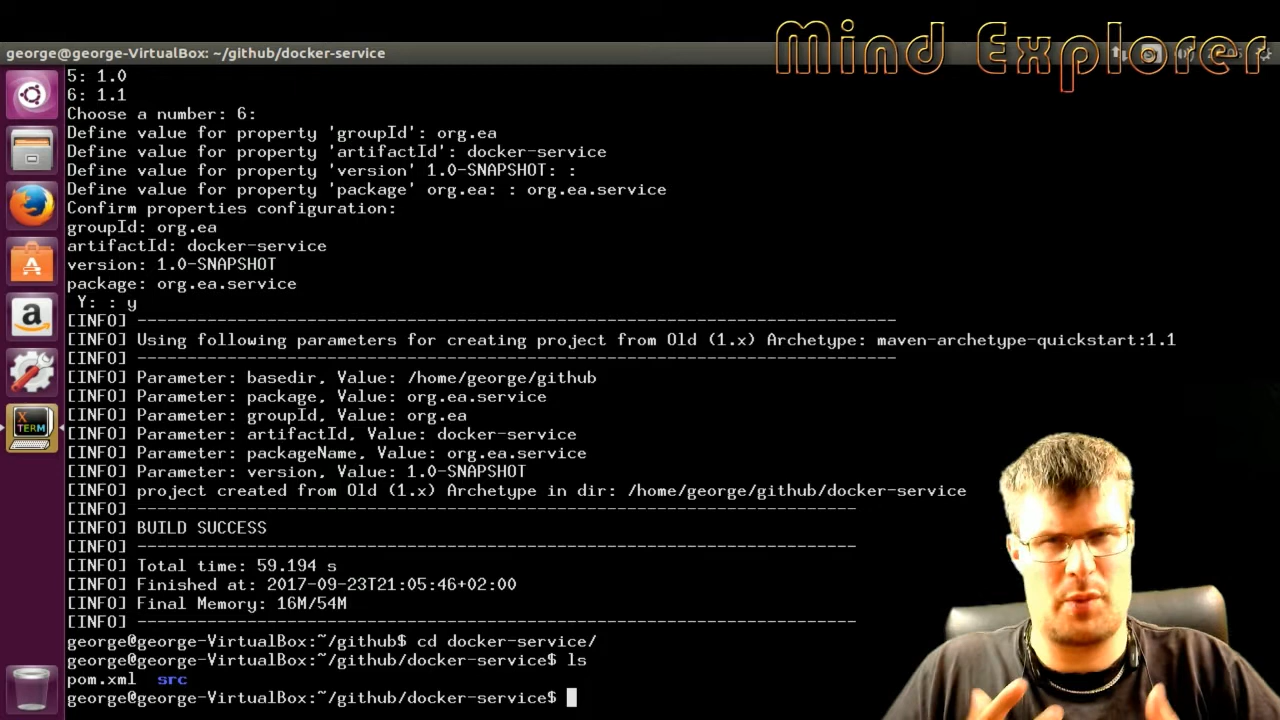 Mind Explorer
george@george-VirtualBox: ~/github/docker-service
5: 1.0
6: 1.1
Choose a number: 6:
Define value for property 'groupId': org.ea
Define value for property 'artifactId': docker-service
Define value for property 'version' 1.0-SNAPSHOT: :
Define value for property 'package' org.ea: : org.ea.service
Confirm properties configuration:
groupId: org.ea
artifactId: docker-service
version: 1.0-SNAPSHOT
package: org.ea.service
Y: : y
[INFO] ----------------------------------------------------------------------------
[INFO] Using following parameters for creating project from Old (1.x) Archetype: maven-archetype-quickstart:1.1
[INFO] ----------------------------------------------------------------------------
[INFO] Parameter: basedir, Value: /home/george/github
[INFO] Parameter: package, Value: org.ea.service
[INFO] Parameter: groupId, Value: org.ea
[INFO] Parameter: artifactId, Value: docker-service
[INFO] Parameter: packageName, Value: org.ea.service
[INFO] Parameter: version, Value: 1.0-SNAPSHOT
[INFO] project created from Old (1.x) Archetype in dir: /home/george/github/docker-service
[INFO] ------------------------------------------------------------------------
[INFO] BUILD SUCCESS
[INFO] ------------------------------------------------------------------------
[INFO] Total time: 59.194 s
[INFO] Finished at: 2017-09-23T21:05:46+02:00
[INFO] Final Memory: 16M/54M
[INFO] ------------------------------------------------------------------------
george@george-VirtualBox:~/github$ cd docker-service/
george@george-VirtualBox:~/github/docker-service$ ls
pom.xml src
george@george-VirtualBox:~/github/docker-service$
a
X
TERM